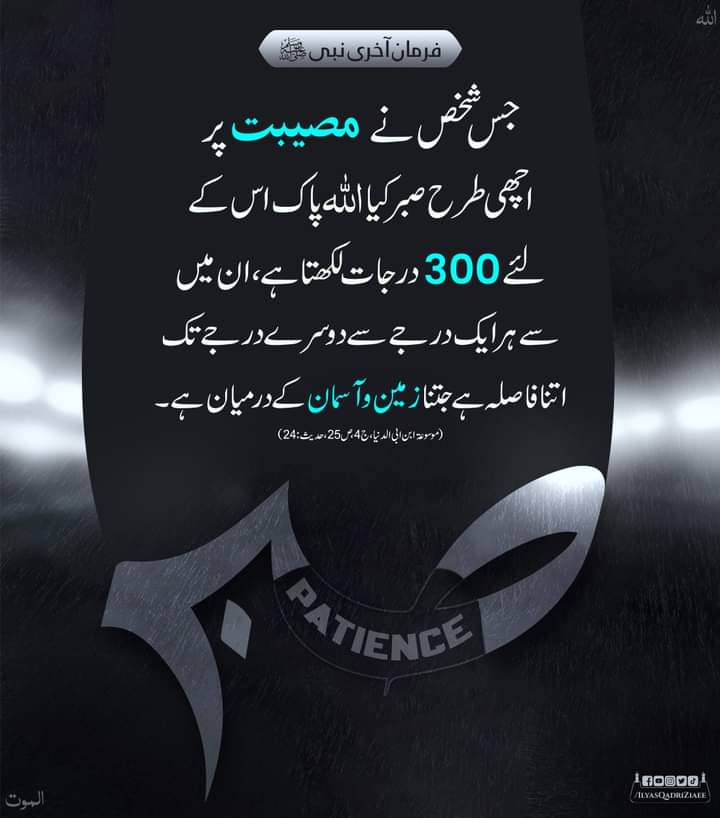 الله
فرمان آخری نبی ﷺ
جس شخص نے مصیبت پر
اچھی طرح صبر کیا اللہ پاک اس کے
لئے 300 درجات لکھتا ہے، ان میں
سے ہر ایک درجے سے دوسرے درجے تک
اتنا فاصلہ ہے جتنا زمین و آسمان کے درمیان ہے۔
(موسوعۃ ابن ابی الدنیا، ج4، ص25، حدیث:24)
صبر
PATIENCE
الموت
/ILYASQADRIZIAEE